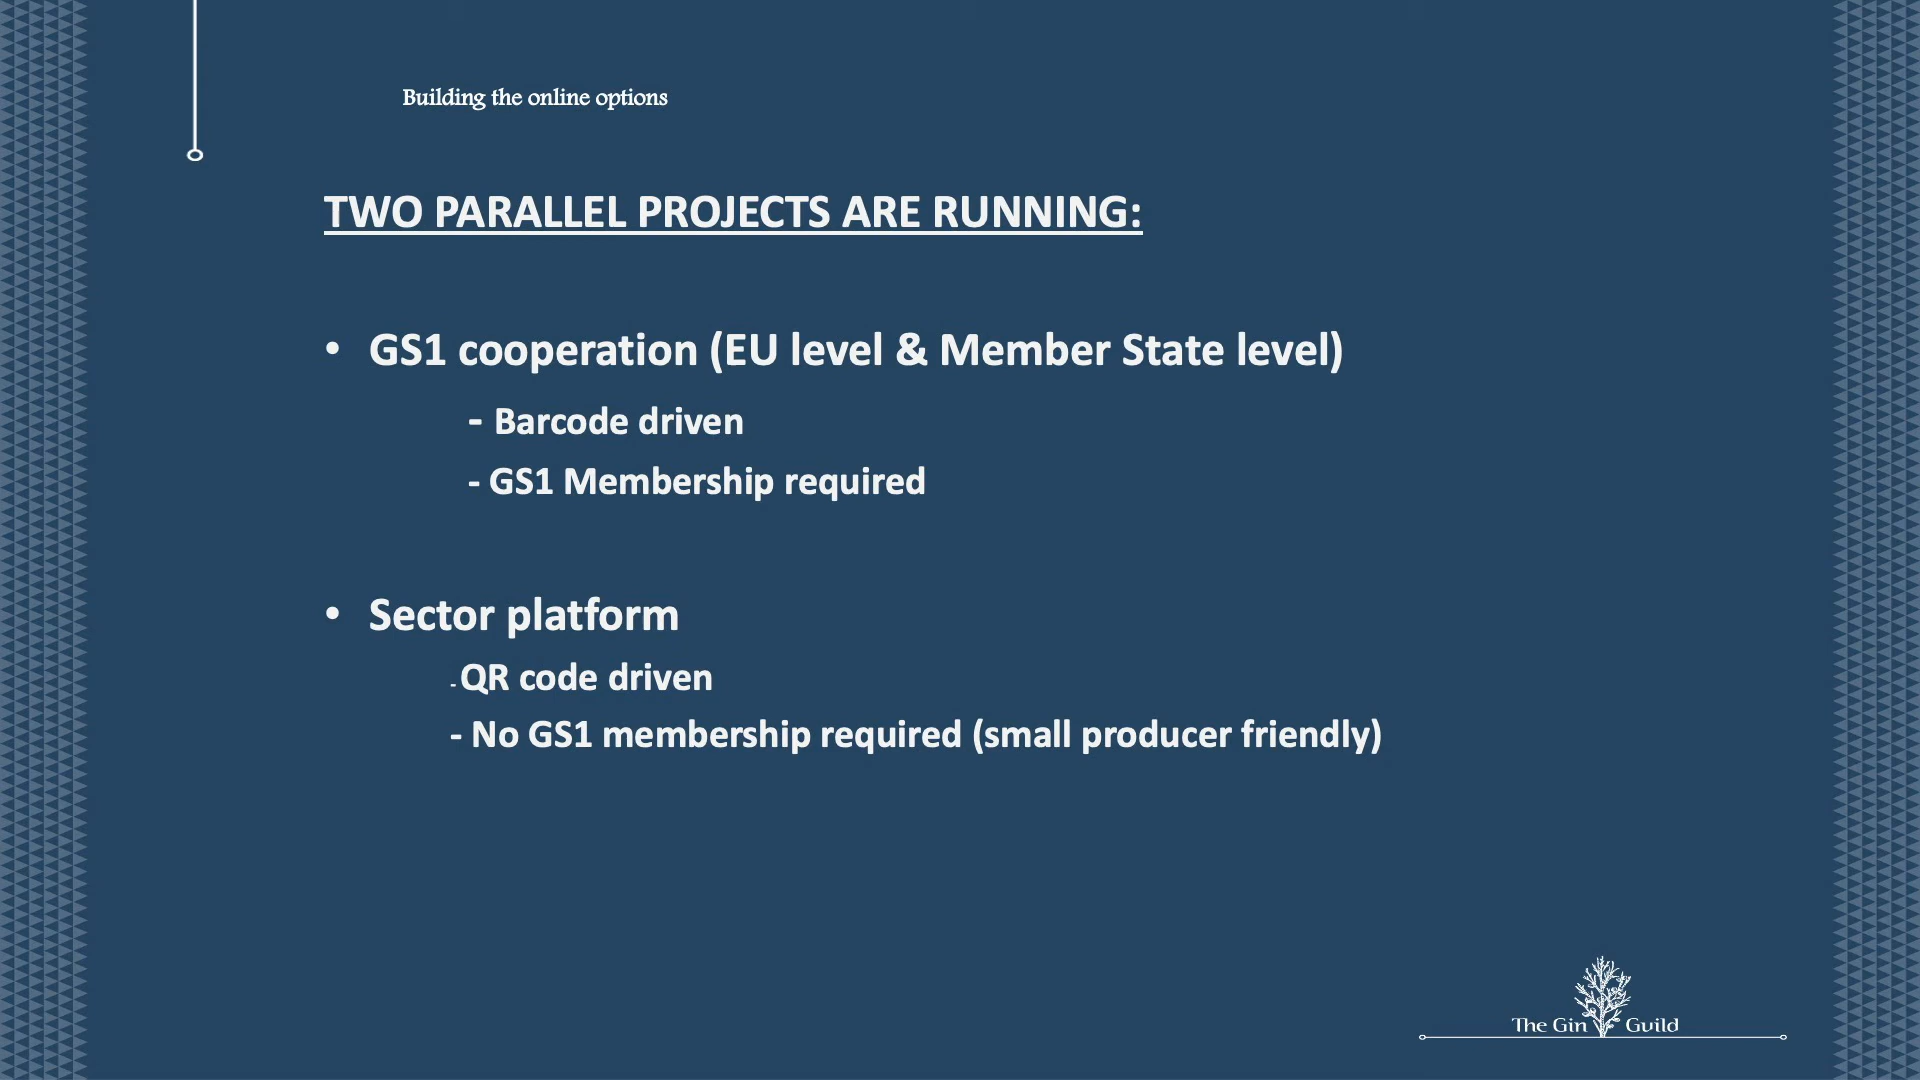 Building the online options
TWO PARALLEL PROJECTS ARE RUNNING:
• GS1 cooperation (EU level & Member State level)
- Barcode driven
- GS1 Membership required
• Sector platform
- QR code driven
- No GS1 membership required (small producer friendly)
The Gin Guild